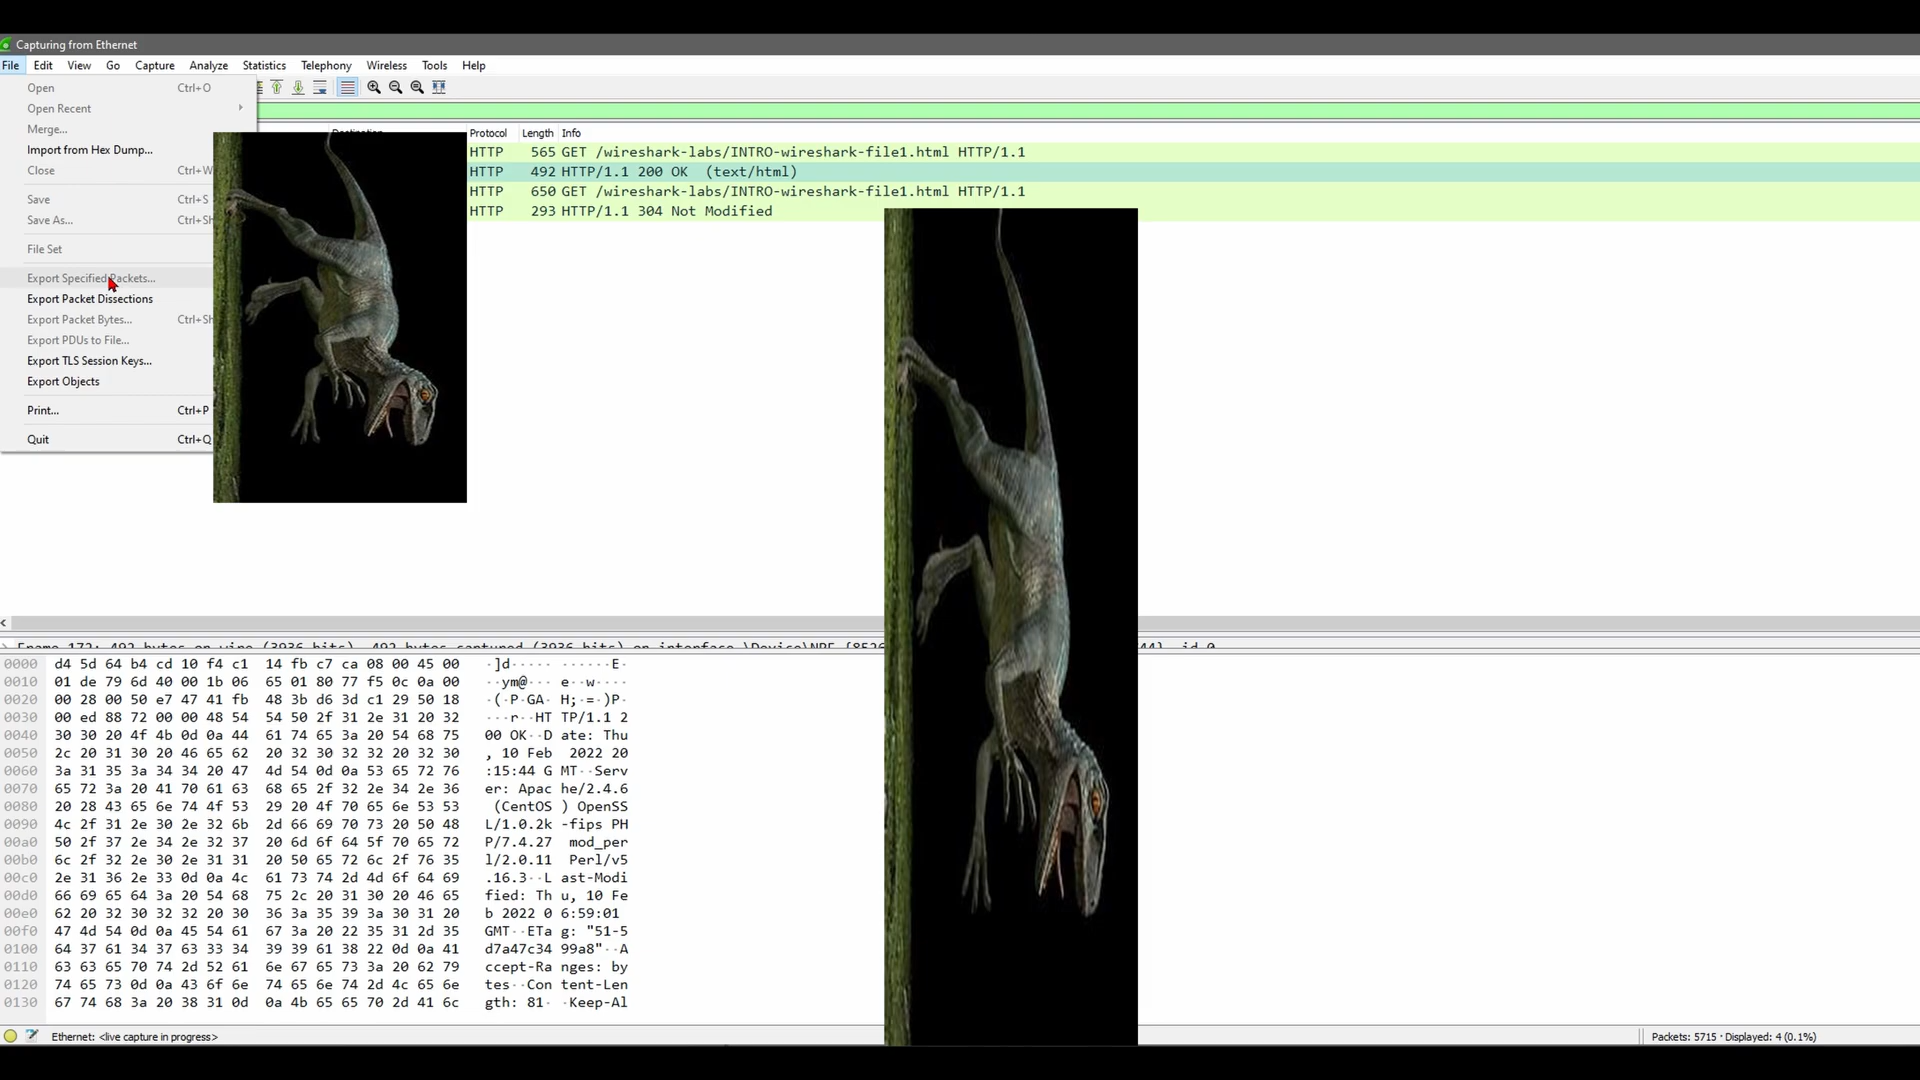 Capturing from Ethernet
File Edit View Go Capture Analyze Statistics Telephony Wireless Tools Help
Open Ctrl+O
Open Recent
Merge...
Import from Hex Dump...
Close Ctrl+W
Save Ctrl+S
Save As... Ctrl+Sh
File Set
Export Specified Packets...
Export Packet Dissections
Export Packet Bytes... Ctrl+Sh
Export PDUs to File...
Export TLS Session Keys...
Export Objects
Print... Ctrl+P
Quit Ctrl+Q
Destination Protocol Length Info
HTTP 565 GET /wireshark-labs/INTRO-wireshark-file1.html HTTP/1.1
HTTP 492 HTTP/1.1 200 OK (text/html)
HTTP 650 GET /wireshark-labs/INTRO-wireshark-file1.html HTTP/1.1
HTTP 293 HTTP/1.1 304 Not Modified
Frame 172: 492 bytes on wire (3936 bits), 492 bytes captured (3936 bits) on interface \Device\NPF_{8526 44}, id 0
0000 d4 5d 64 b4 cd 10 f4 c1 14 fb c7 ca 08 00 45 00 ·]d····· ······E·
0010 01 de 79 6d 40 00 1b 06 65 01 80 77 f5 0c 0a 00 ··ym@··· e··w····
0020 00 28 00 50 e7 47 41 fb 48 3b d6 3d c1 29 50 18 ·(·P·GA· H;·=·)P·
0030 00 ed 88 72 00 00 48 54 54 50 2f 31 2e 31 20 32 ···r··HT TP/1.1 2
0040 30 30 20 4f 4b 0d 0a 44 61 74 65 3a 20 54 68 75 00 OK··D ate: Thu
0050 2c 20 31 30 20 46 65 62 20 32 30 32 32 20 32 30 , 10 Feb 2022 20
0060 3a 31 35 3a 34 34 20 47 4d 54 0d 0a 53 65 72 76 :15:44 G MT··Serv
0070 65 72 3a 20 41 70 61 63 68 65 2f 32 2e 34 2e 36 er: Apac he/2.4.6
0080 20 28 43 65 6e 74 4f 53 29 20 4f 70 65 6e 53 53 (CentOS ) OpenSS
0090 4c 2f 31 2e 30 2e 32 6b 2d 66 69 70 73 20 50 48 L/1.0.2k -fips PH
00a0 50 2f 37 2e 34 2e 32 37 20 6d 6f 64 5f 70 65 72 P/7.4.27 mod_per
00b0 6c 2f 32 2e 30 2e 31 31 20 50 65 72 6c 2f 76 35 l/2.0.11 Perl/v5
00c0 2e 31 36 2e 33 0d 0a 4c 61 73 74 2d 4d 6f 64 69 .16.3··L ast-Modi
00d0 66 69 65 64 3a 20 54 68 75 2c 20 31 30 20 46 65 fied: Th u, 10 Fe
00e0 62 20 32 30 32 32 20 30 36 3a 35 39 3a 30 31 20 b 2022 0 6:59:01
00f0 47 4d 54 0d 0a 45 54 61 67 3a 20 22 35 31 2d 35 GMT··ETa g: "51-5
0100 64 37 61 34 37 63 33 34 39 39 61 38 22 0d 0a 41 d7a47c34 99a8"··A
0110 63 63 65 70 74 2d 52 61 6e 67 65 73 3a 20 62 79 ccept-Ra nges: by
0120 74 65 73 0d 0a 43 6f 6e 74 65 6e 74 2d 4c 65 6e tes··Con tent-Len
0130 67 74 68 3a 20 38 31 0d 0a 4b 65 65 70 2d 41 6c gth: 81· ·Keep-Al
Ethernet: <live capture in progress> Packets: 5715 · Displayed: 4 (0.1%)